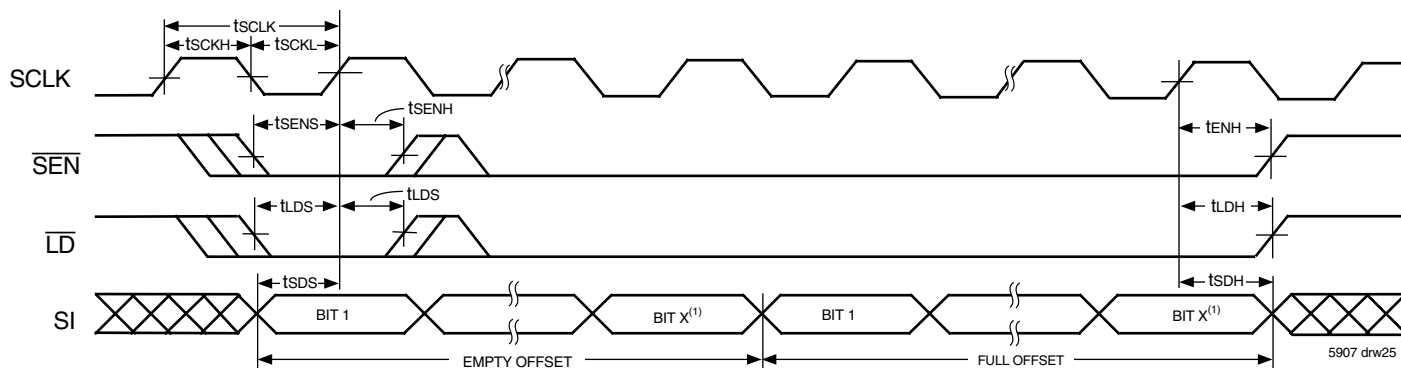 tSCLK
tSCKH tSCKL
SCLK
tSENH
tSENS tENH
SEN
tLDS tLDS tLDH
LD
tSDS tSDH
SI BIT 1 BIT X(1) BIT 1 BIT X(1)
EMPTY OFFSET FULL OFFSET
5907 drw25